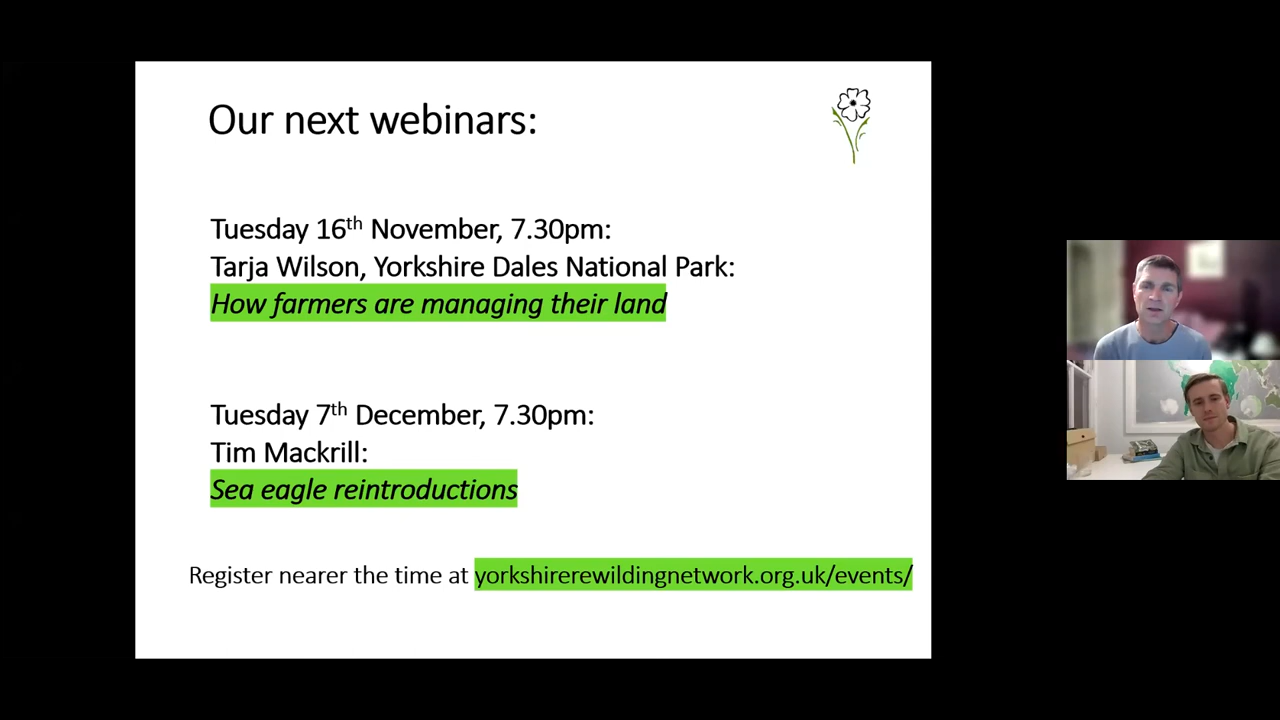 Our next webinars:
Tuesday 16th November, 7.30pm:
Tarja Wilson, Yorkshire Dales National Park:
How farmers are managing their land
Tuesday 7th December, 7.30pm:
Tim Mackrill:
Sea eagle reintroductions
Register nearer the time at yorkshirerewildingnetwork.org.uk/events/